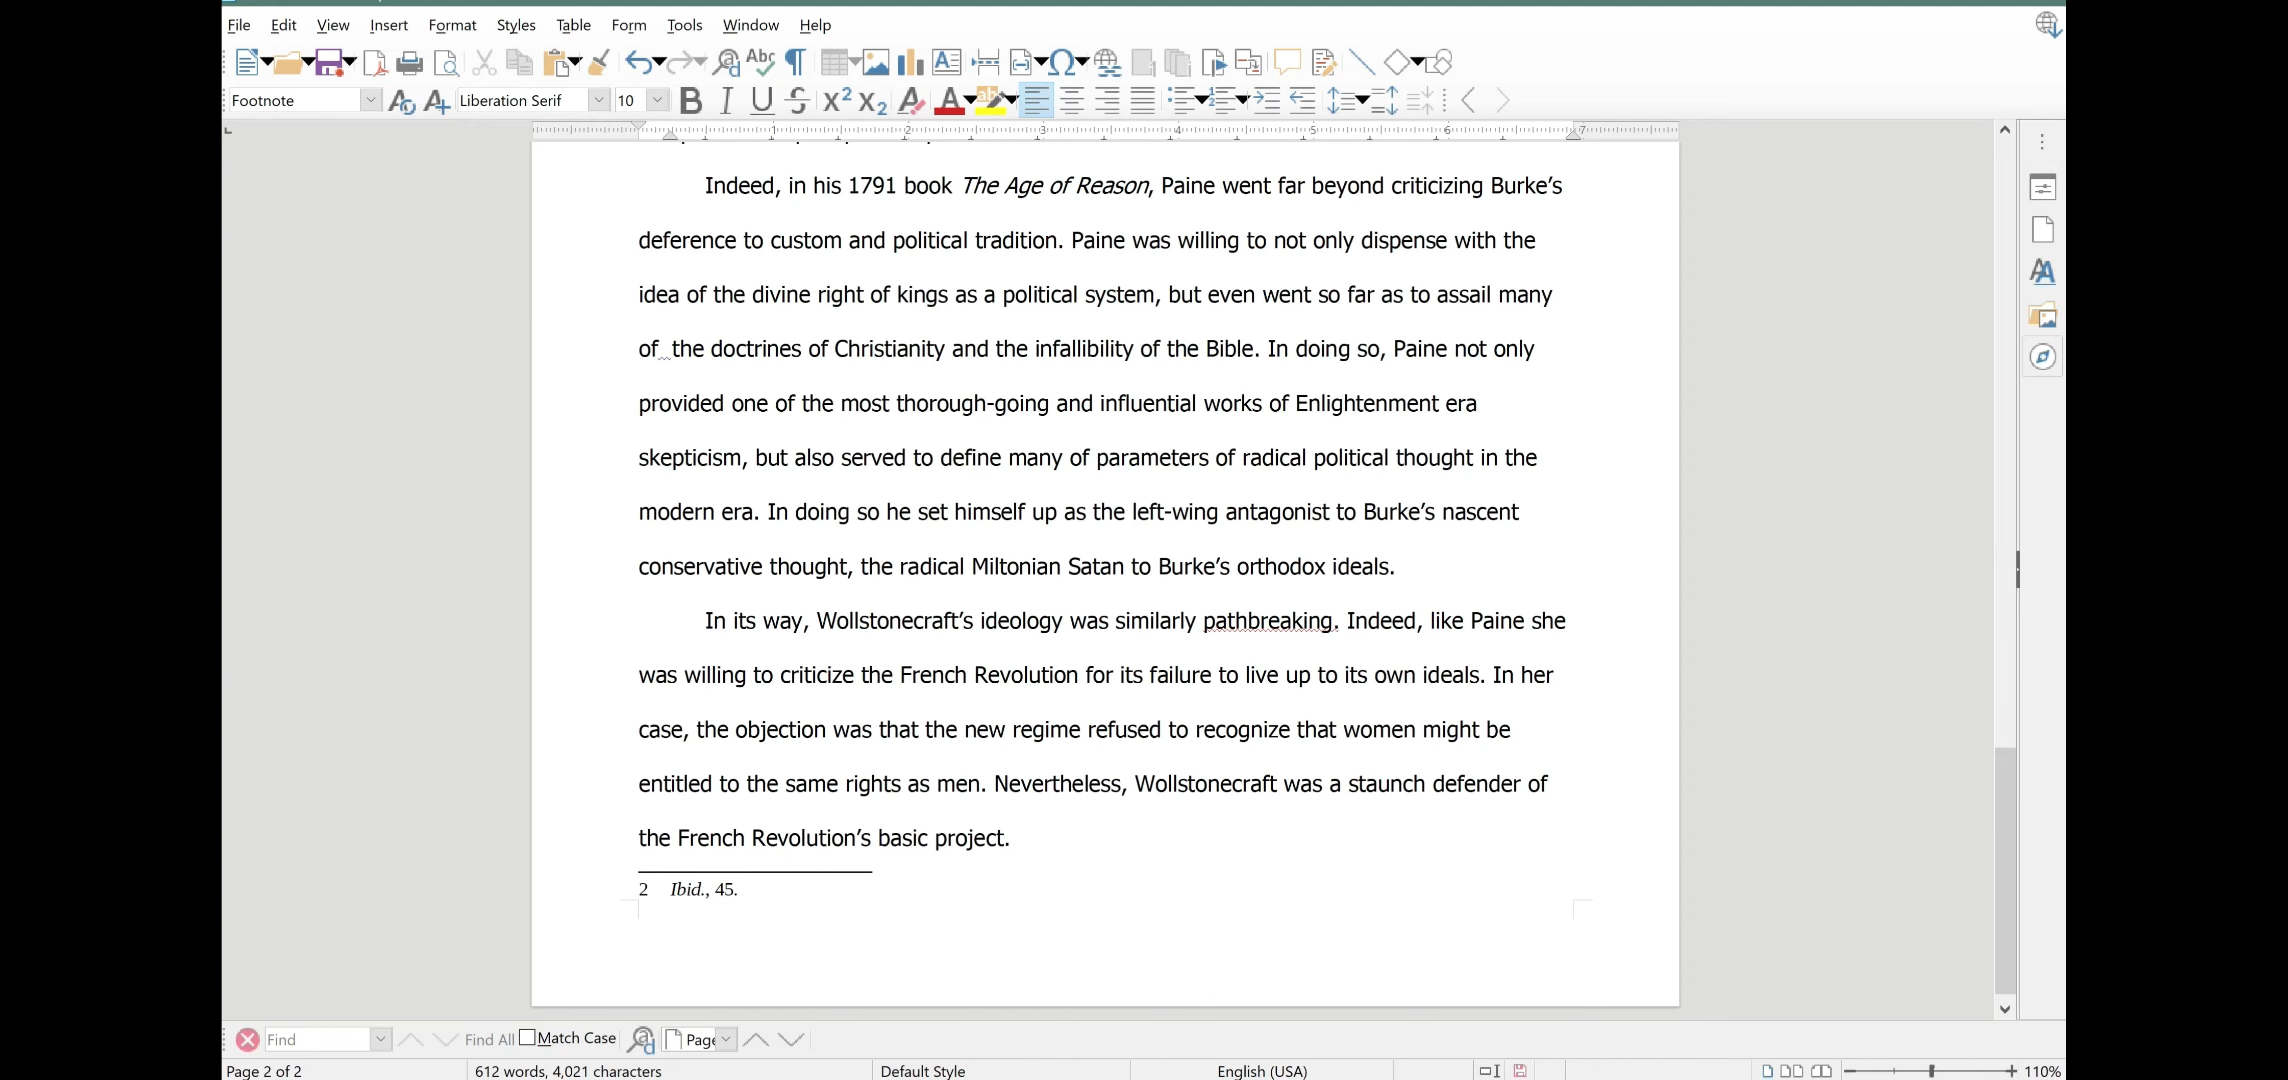 File Edit View Insert Format Styles Table Form Tools Window Help
Footnote Liberation Serif 10
1 2 3 4 5 6 7
Indeed, in his 1791 book The Age of Reason, Paine went far beyond criticizing Burke’s
deference to custom and political tradition. Paine was willing to not only dispense with the
idea of the divine right of kings as a political system, but even went so far as to assail many
of  the doctrines of Christianity and the infallibility of the Bible. In doing so, Paine not only
provided one of the most thorough-going and influential works of Enlightenment era
skepticism, but also served to define many of parameters of radical political thought in the
modern era. In doing so he set himself up as the left-wing antagonist to Burke’s nascent
conservative thought, the radical Miltonian Satan to Burke’s orthodox ideals.
In its way, Wollstonecraft’s ideology was similarly pathbreaking. Indeed, like Paine she
was willing to criticize the French Revolution for its failure to live up to its own ideals. In her
case, the objection was that the new regime refused to recognize that women might be
entitled to the same rights as men. Nevertheless, Wollstonecraft was a staunch defender of
the French Revolution’s basic project.
2 Ibid., 45.
Find Find All Match Case Page
Page 2 of 2 612 words, 4,021 characters Default Style English (USA) 110%